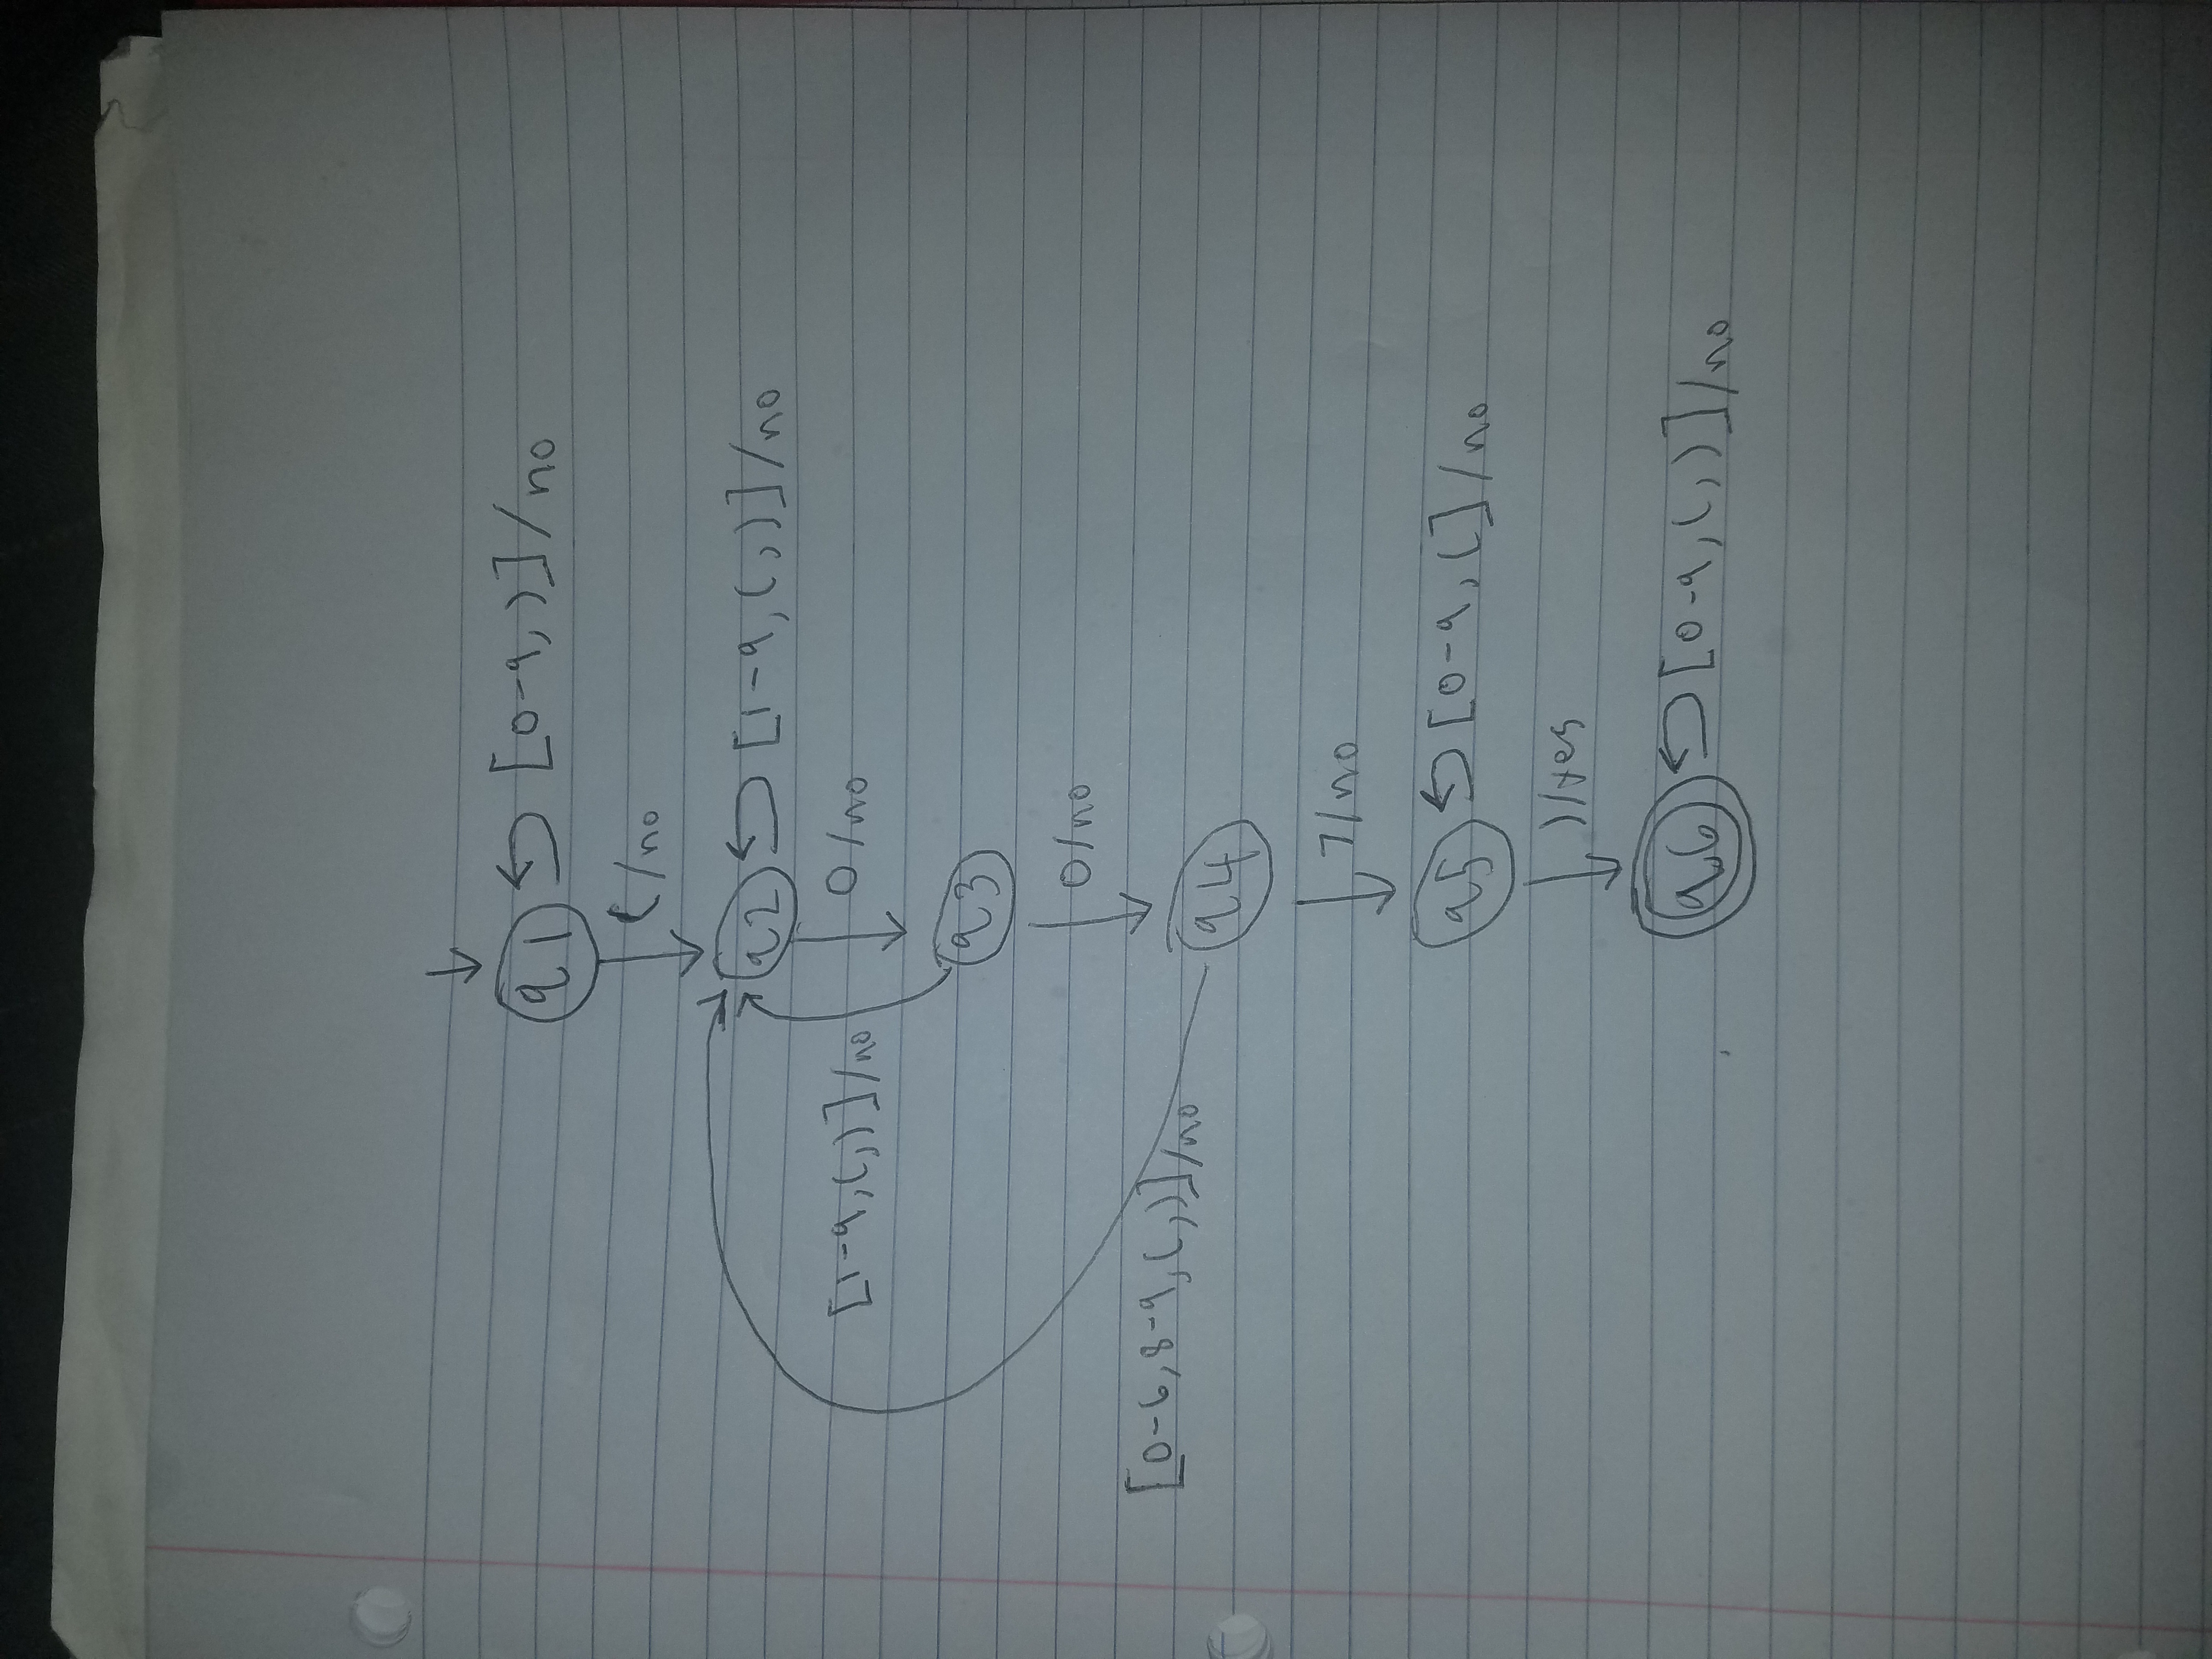 q1 [0-9,)]/no
(/no
q2 [1-9,(,)]/no
[1-9,(,)]/no 0/no
q3
0/no
[0-6,8-9,(,)]/no
q4
7/no
q5 [0-9,(]/no
)/yes
q6 [0-9,(,)]/no